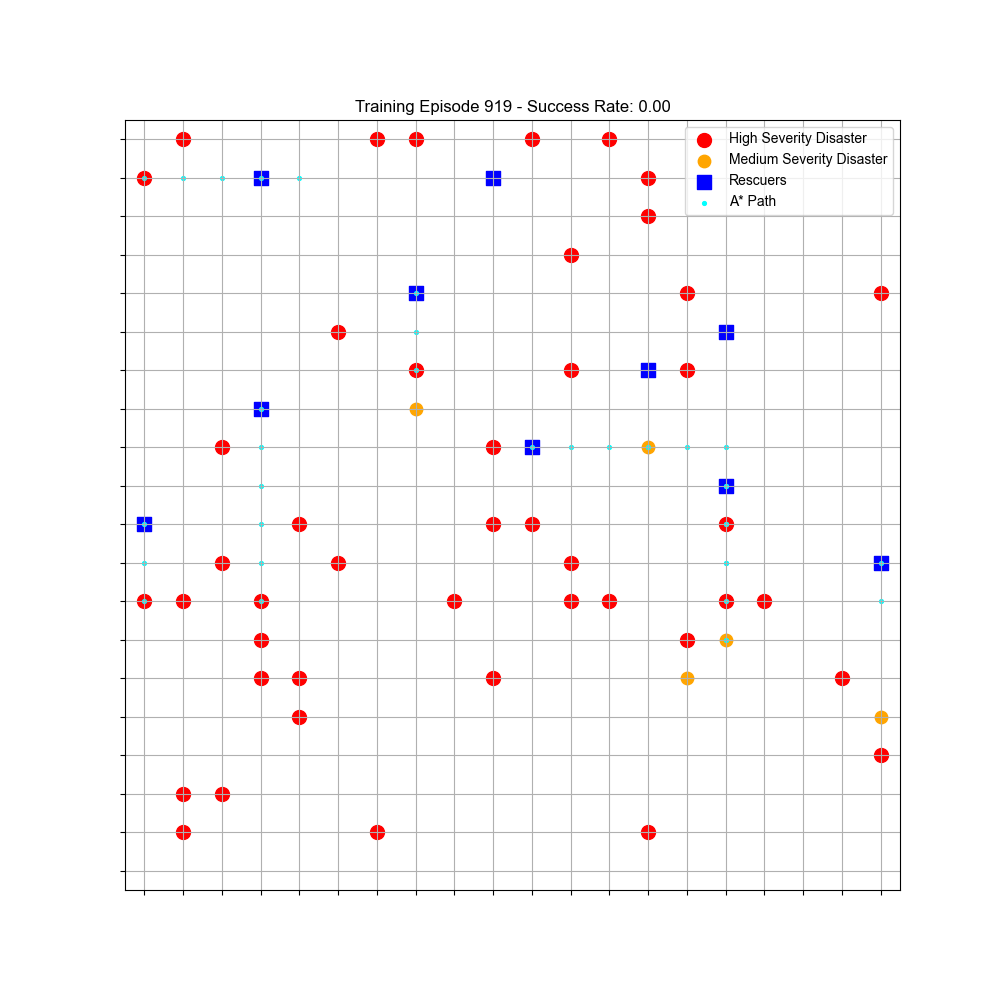 Training Episode 919 - Success Rate: 0.00
High Severity Disaster
Medium Severity Disaster
Rescuers
A* Path